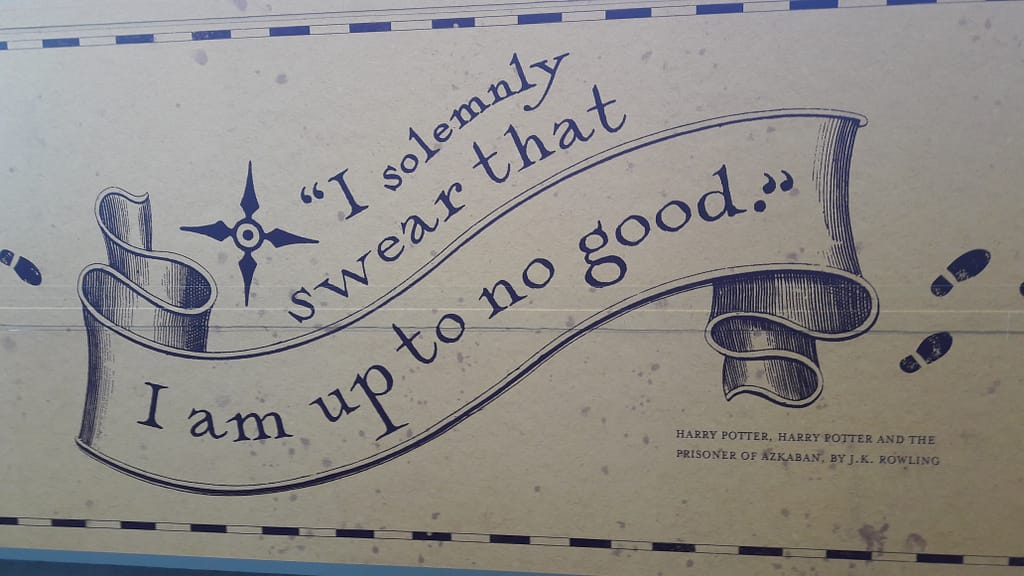 “I solemnly
swear that
I am up to no good.”
HARRY POTTER, HARRY POTTER AND THE
PRISONER OF AZKABAN, BY J.K. ROWLING